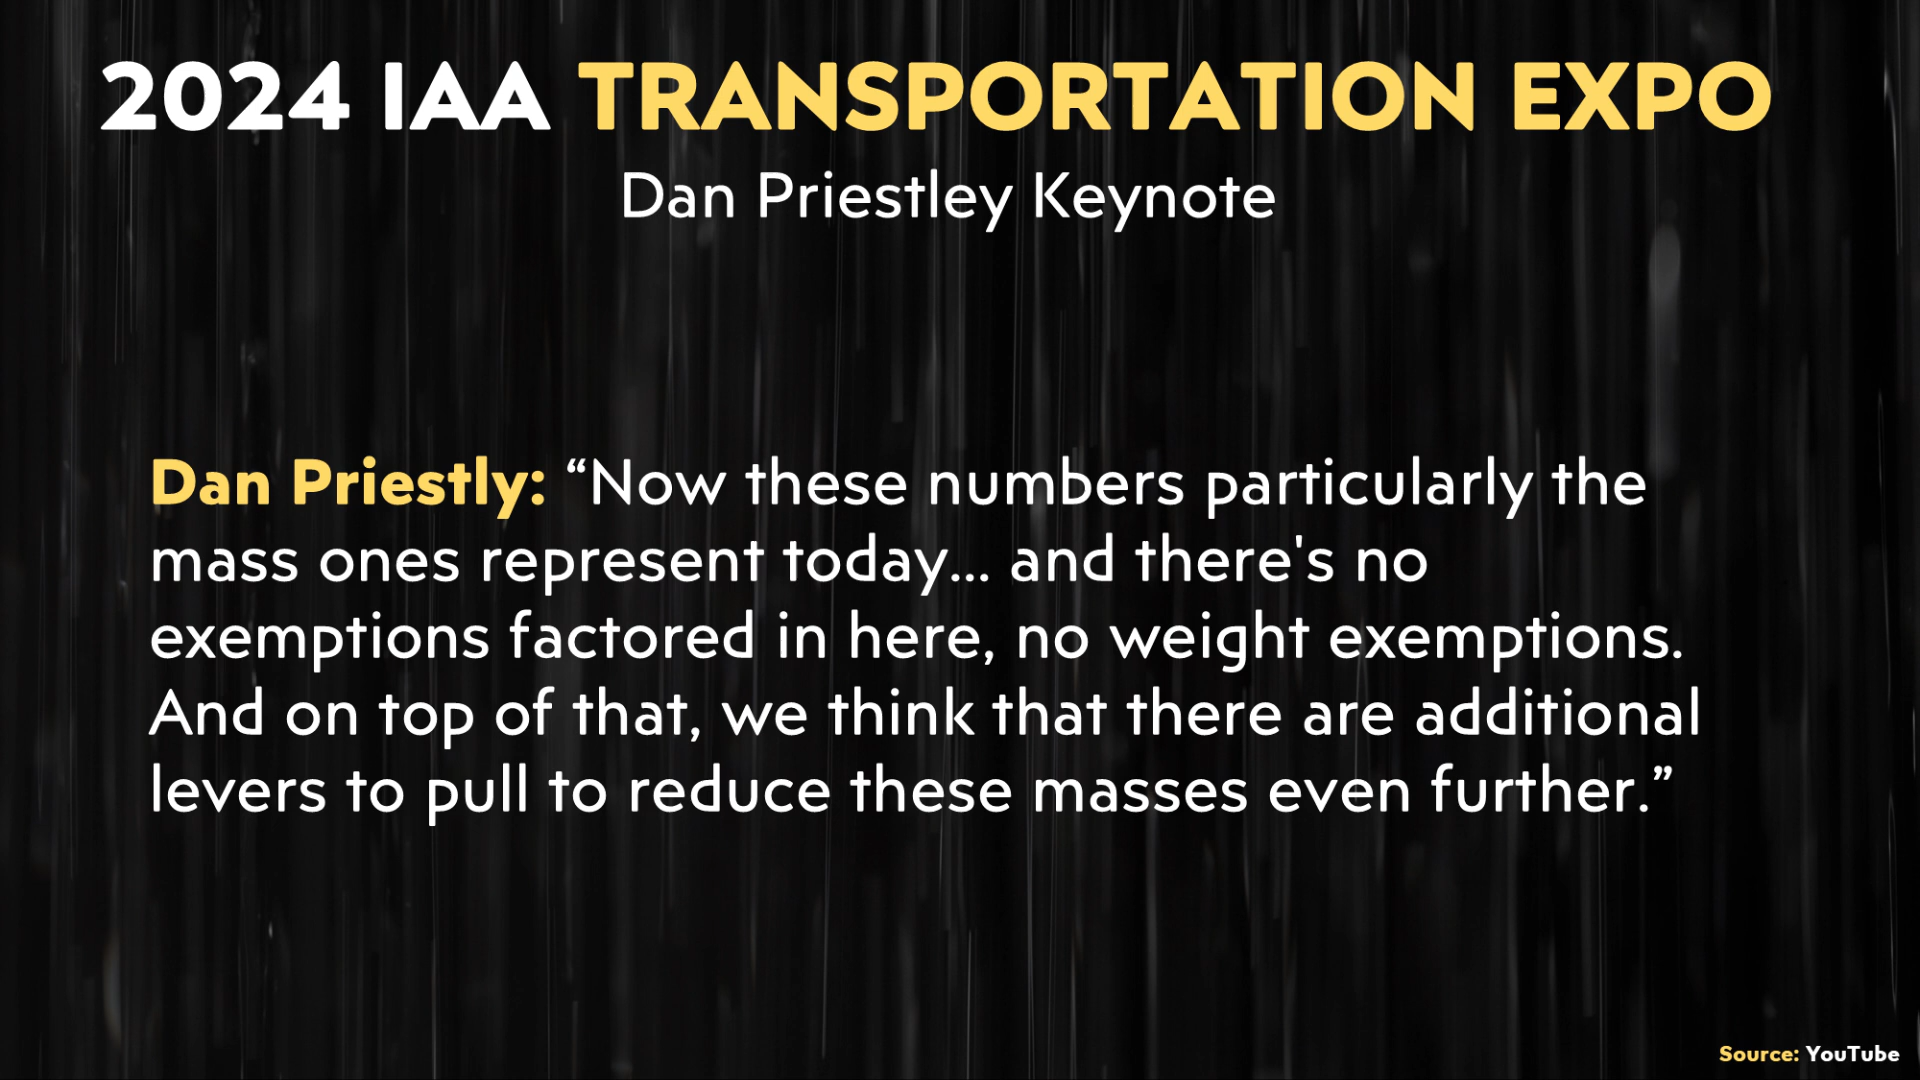 2024 IAA TRANSPORTATION EXPO
Dan Priestley Keynote
Dan Priestly: “Now these numbers particularly the
mass ones represent today... and there's no
exemptions factored in here, no weight exemptions.
And on top of that, we think that there are additional
levers to pull to reduce these masses even further.”
Source: YouTube